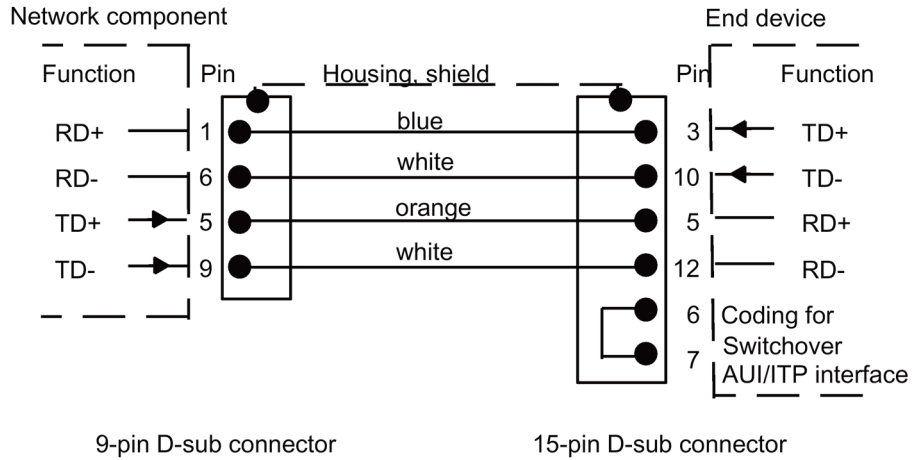 Network component End device
Function Pin Housing, shield Pin Function
RD+ 1 blue 3 TD+
RD- 6 white 10 TD-
TD+ 5 orange 5 RD+
TD- 9 white 12 RD-
6 Coding for
Switchover
7 AUI/ITP interface
9-pin D-sub connector 15-pin D-sub connector